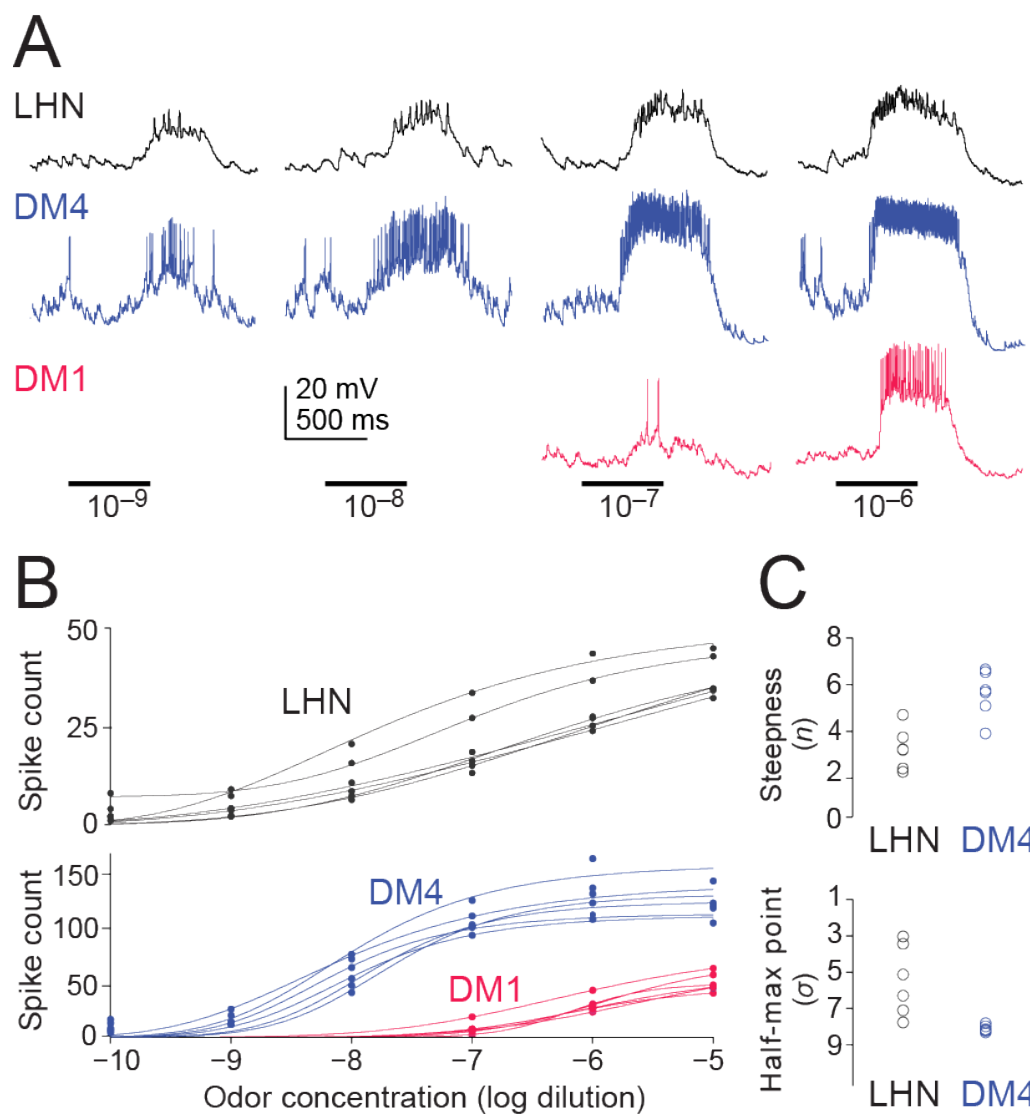 A
LHN
DM4
DM1
20 mV
500 ms
10–9 10–8 10–7 10–6
B
50
25
0
Spike count
LHN
150
100
50
0
Spike count
DM4
DM1
–10 –9 –8 –7 –6 –5
Odor concentration (log dilution)
C
8
6
4
2
0
Steepness
(n)
LHN DM4
1
3
5
7
9
Half-max point
(σ)
LHN DM4